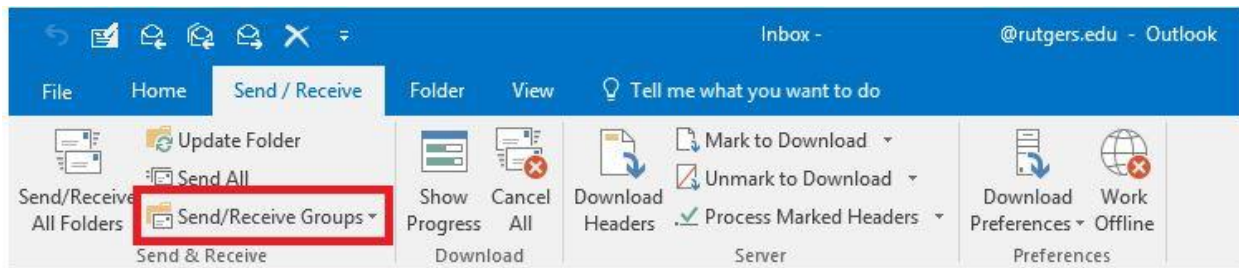 Inbox - @rutgers.edu - Outlook
File Home Send / Receive Folder View Tell me what you want to do
Update Folder
Send All
Send/Receive Groups
Send/Receive
All Folders
Send & Receive
Show
Progress
Cancel
All
Download
Download
Headers
Mark to Download
Unmark to Download
Process Marked Headers
Server
Download
Preferences
Work
Offline
Preferences